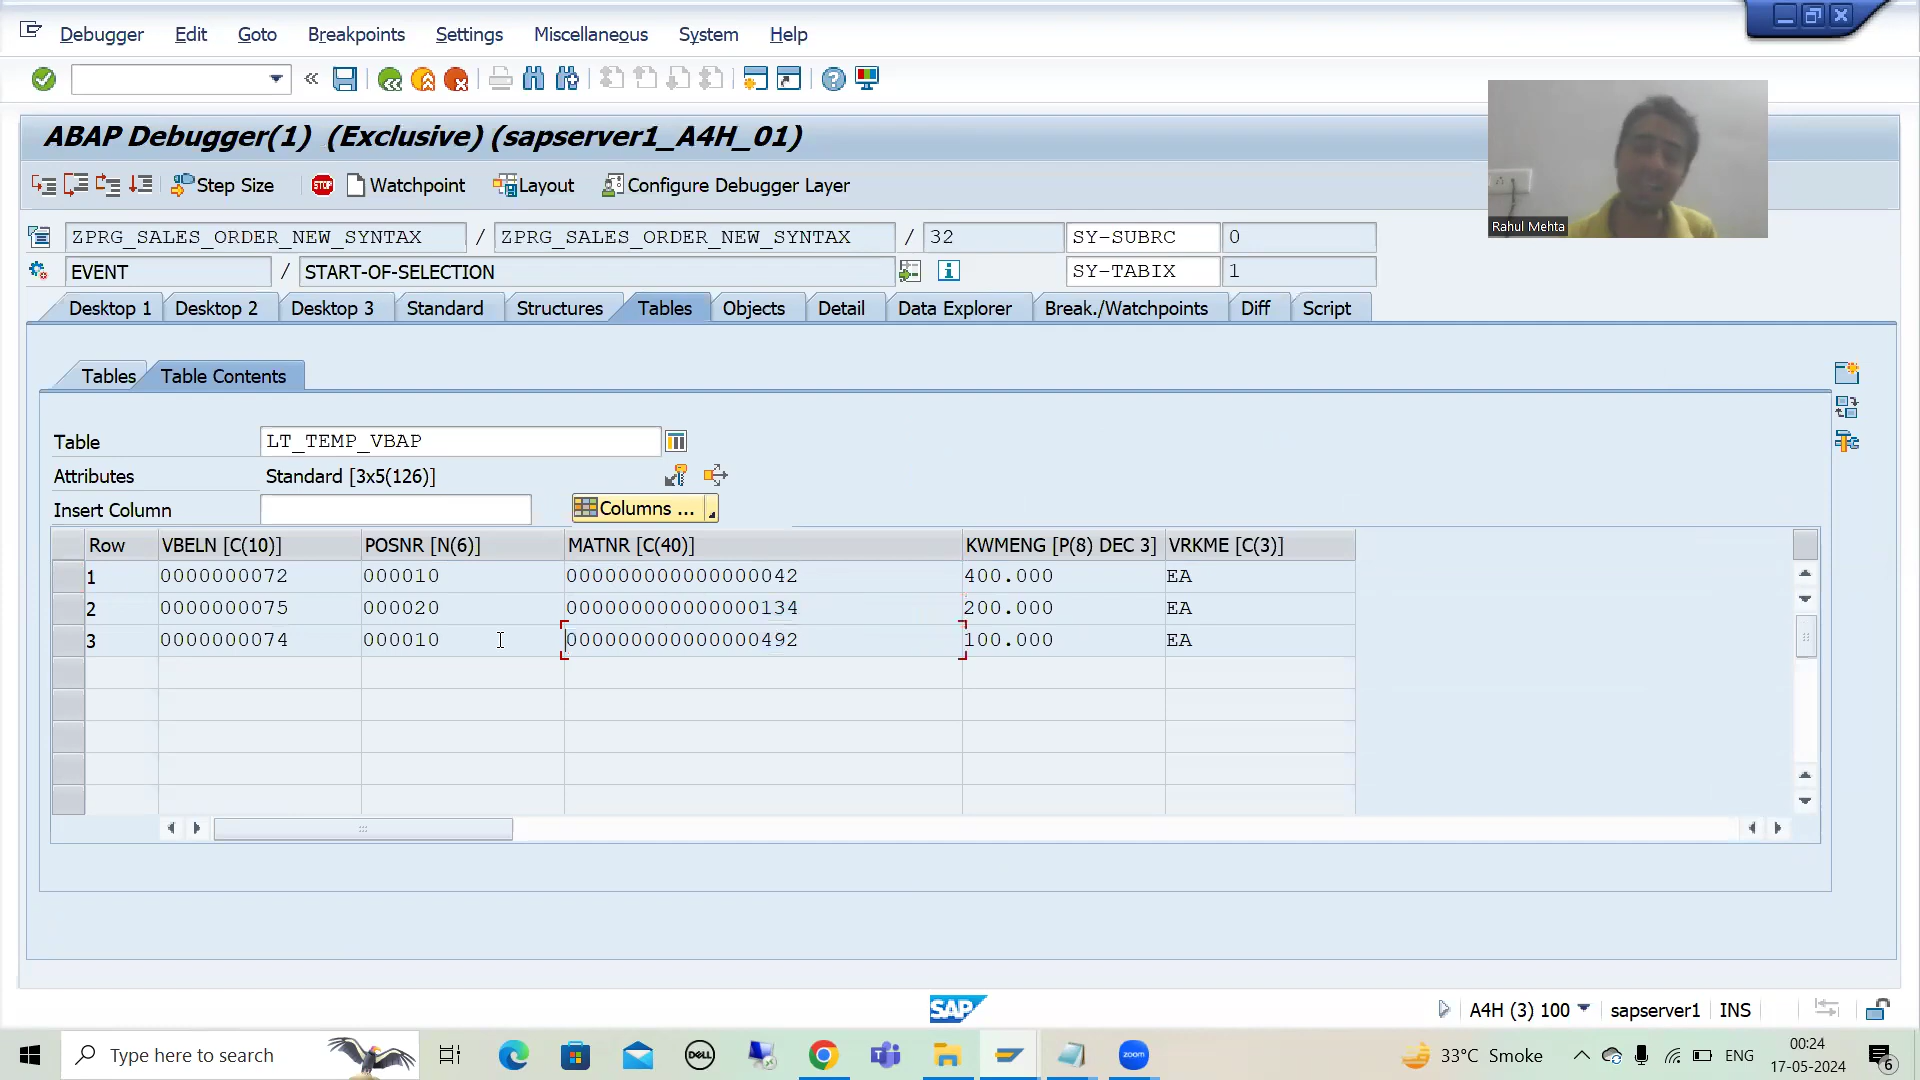 Debugger Edit Goto Breakpoints Settings Miscellaneous System Help
ABAP Debugger(1) (Exclusive) (sapserver1_A4H_01)
Step Size STOP Watchpoint Layout Configure Debugger Layer
Rahul Mehta
ZPRG_SALES_ORDER_NEW_SYNTAX / ZPRG_SALES_ORDER_NEW_SYNTAX / 32 SY-SUBRC 0
EVENT / START-OF-SELECTION SY-TABIX 1
Desktop 1 Desktop 2 Desktop 3 Standard Structures Tables Objects Detail Data Explorer Break./Watchpoints Diff Script
Tables Table Contents
Table LT_TEMP_VBAP
Attributes Standard [3x5(126)]
Insert Column Columns ...
Row VBELN [C(10)] POSNR [N(6)] MATNR [C(40)] KWMENG [P(8) DEC 3] VRKME [C(3)]
1 0000000072 000010 000000000000000042 400.000 EA
2 0000000075 000020 000000000000000134 200.000 EA
3 0000000074 000010 000000000000000492 100.000 EA
SAP
A4H (3) 100 sapserver1 INS
Type here to search DELL zoom 33°C Smoke ENG 00:24
17-05-2024 6